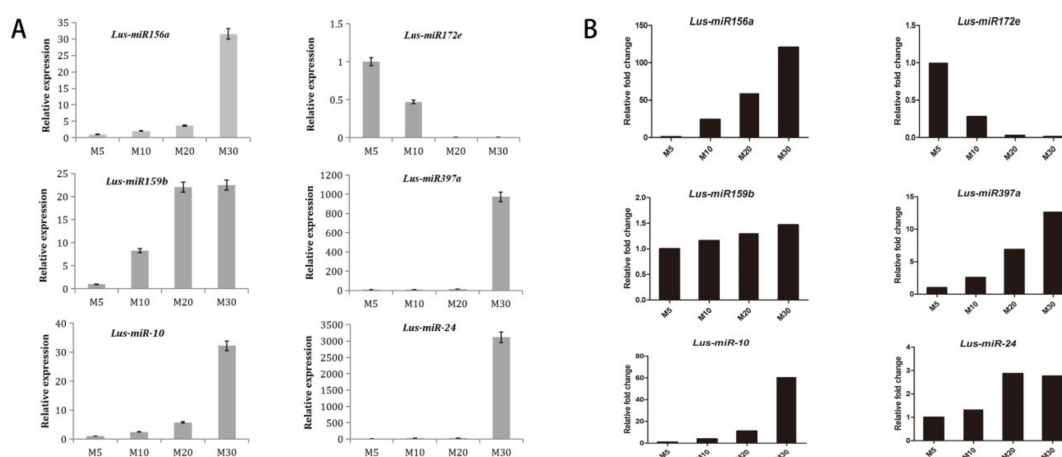 A
Lus-miR156a
Relative expression
35
30
25
20
15
10
5
0
M5 M10 M20 M30
Lus-miR172e
Relative expression
1.5
1
0.5
0
M5 M10 M20 M30
Lus-miR159b
Relative expression
25
20
15
10
5
0
M5 M10 M20 M30
Lus-miR397a
Relative expression
1200
1000
800
600
400
200
0
M5 M10 M20 M30
Lus-miR-10
Relative expression
40
30
20
10
0
M5 M10 M20 M30
Lus-miR-24
Relative expression
3500
3000
2500
2000
1500
1000
500
0
M5 M10 M20 M30
B
Lus-miR156a
Relative fold change
150
100
50
0
M5 M10 M20 M30
Lus-miR172e
Relative fold change
1.5
1.0
0.5
0.0
M5 M10 M20 M30
Lus-miR159b
Relative fold change
2.0
1.5
1.0
0.5
0.0
M5 M10 M20 M30
Lus-miR397a
Relative fold change
15
10
5
0
M5 M10 M20 M30
Lus-miR-10
Relative fold change
80
60
40
20
0
M5 M10 M20 M30
Lus-miR-24
Relative fold change
4
3
2
1
0
M5 M10 M20 M30